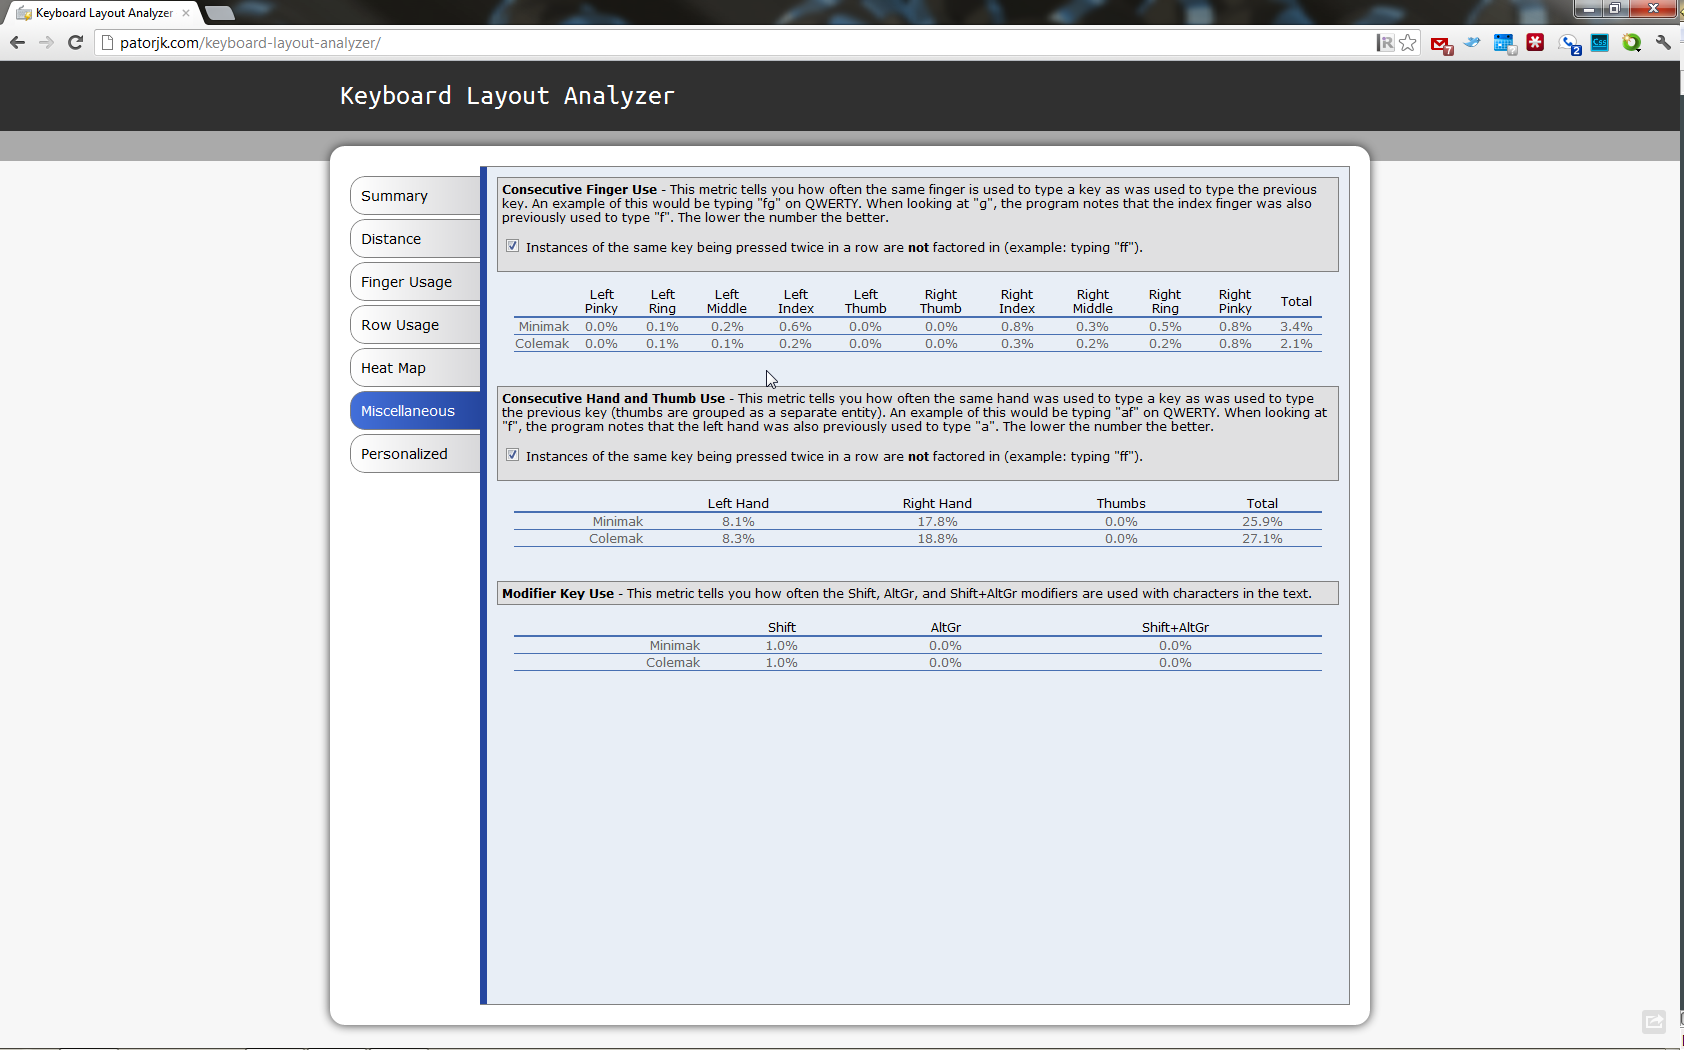 Keyboard Layout Analyzer
patorjk.com/keyboard-layout-analyzer/
7
2
Css
Keyboard Layout Analyzer
Summary
Distance
Finger Usage
Row Usage
Heat Map
Miscellaneous
Personalized
Consecutive Finger Use - This metric tells you how often the same finger is used to type a key as was used to type the previous
key. An example of this would be typing "fg" on QWERTY. When looking at "g", the program notes that the index finger was also
previously used to type "f". The lower the number the better.
Instances of the same key being pressed twice in a row are not factored in (example: typing "ff").
Left Pinky Left Ring Left Middle Left Index Left Thumb Right Thumb Right Index Right Middle Right Ring Right Pinky Total
Minimak 0.0% 0.1% 0.2% 0.6% 0.0% 0.0% 0.8% 0.3% 0.5% 0.8% 3.4%
Colemak 0.0% 0.1% 0.1% 0.2% 0.0% 0.0% 0.3% 0.2% 0.2% 0.8% 2.1%
Consecutive Hand and Thumb Use - This metric tells you how often the same hand was used to type a key as was used to type
the previous key (thumbs are grouped as a separate entity). An example of this would be typing "af" on QWERTY. When looking at
"f", the program notes that the left hand was also previously used to type "a". The lower the number the better.
Instances of the same key being pressed twice in a row are not factored in (example: typing "ff").
Left Hand Right Hand Thumbs Total
Minimak 8.1% 17.8% 0.0% 25.9%
Colemak 8.3% 18.8% 0.0% 27.1%
Modifier Key Use - This metric tells you how often the Shift, AltGr, and Shift+AltGr modifiers are used with characters in the text.
Shift AltGr Shift+AltGr
Minimak 1.0% 0.0% 0.0%
Colemak 1.0% 0.0% 0.0%